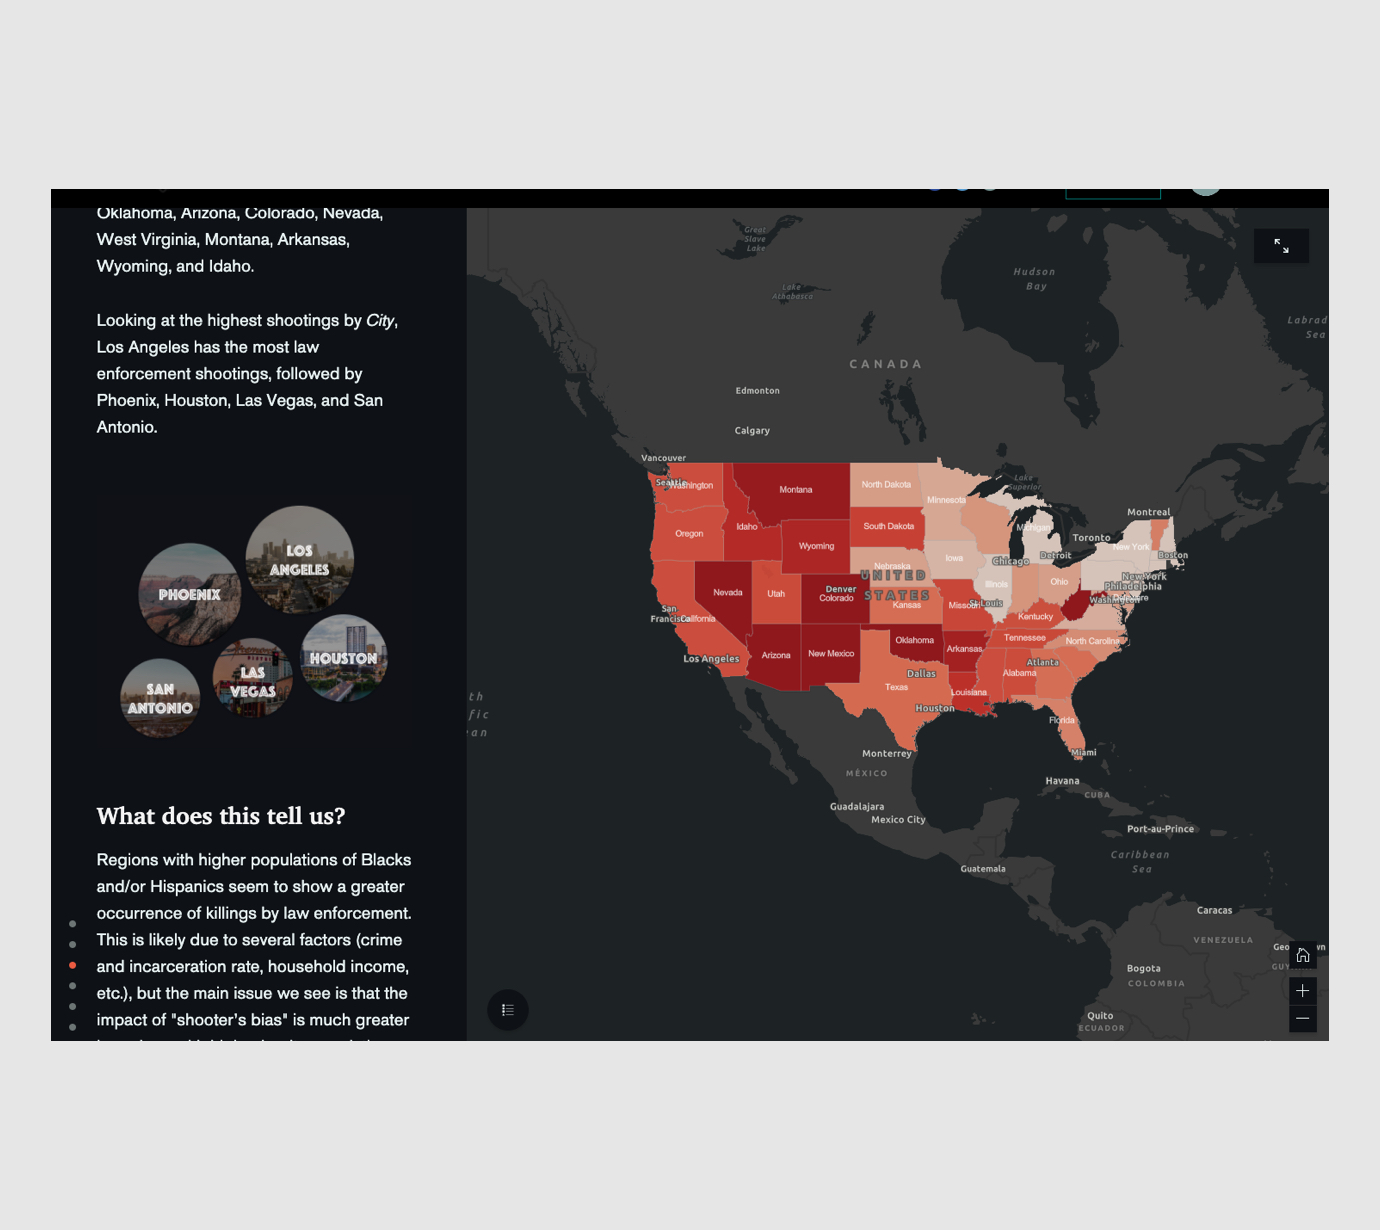 Oklahoma, Arizona, Colorado, Nevada,
West Virginia, Montana, Arkansas,
Wyoming, and Idaho.
Looking at the highest shootings by City,
Los Angeles has the most law
enforcement shootings, followed by
Phoenix, Houston, Las Vegas, and San
Antonio.
LOS
ANGELES
PHOENIX
HOUSTON
LAS
VEGAS
SAN
ANTONIO
What does this tell us?
Regions with higher populations of Blacks
and/or Hispanics seem to show a greater
occurrence of killings by law enforcement.
This is likely due to several factors (crime
and incarceration rate, household income,
etc.), but the main issue we see is that the
impact of "shooter's bias" is much greater
Great
Slave
Lake
Lake
Athabasca
Hudson
Bay
Labrad
Sea
CANADA
Edmonton
Calgary
Vancouver
Seattle
Washington
Montana
North Dakota
Minnesota
Lake
Superior
Montreal
Oregon
Idaho
Wyoming
South Dakota
Michigan
Toronto
New York
Boston
Detroit
Iowa
Chicago
Nebraska
UNITED
STATES
New York
Philadelphia
Nevada
Utah
Denver
Colorado
Kansas
Illinois
Ohio
Missouri
St Louis
Washington
San
Francisco
California
Kentucky
Tennessee
North Carolina
Los Angeles
Arizona
New Mexico
Oklahoma
Arkansas
Atlanta
Alabama
Dallas
Texas
Louisiana
Houston
Florida
Miami
th
fic
an
Monterrey
MÉXICO
Havana
CUBA
Guadalajara
Mexico City
Port-au-Prince
Caribbean
Sea
Guatemala
Caracas
VENEZUELA
Geo
wn
GUY
Bogota
COLOMBIA
Quito
ECUADOR